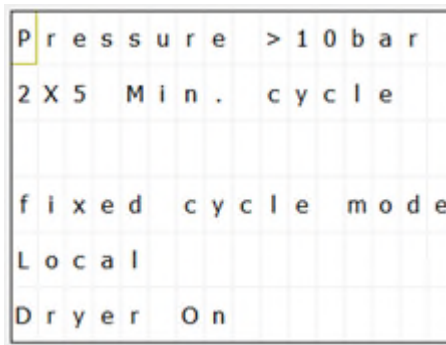 Pressure >10bar
2X5 Min. cycle
fixed cycle mode
Local
Dryer On